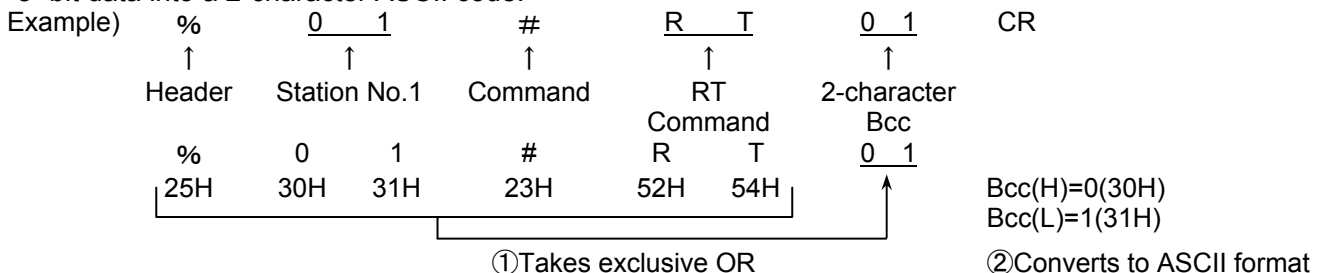 8-bit data into a 2-character ASCII code.
Example) % 0 1 # R T 0 1 CR
↑ ↑ ↑ ↑ ↑
Header Station No.1 Command RT 2-character
Command Bcc
% 0 1 # R T 0 1
25H 30H 31H 23H 52H 54H Bcc(H)=0(30H)
Bcc(L)=1(31H)
①Takes exclusive OR ②Converts to ASCII format